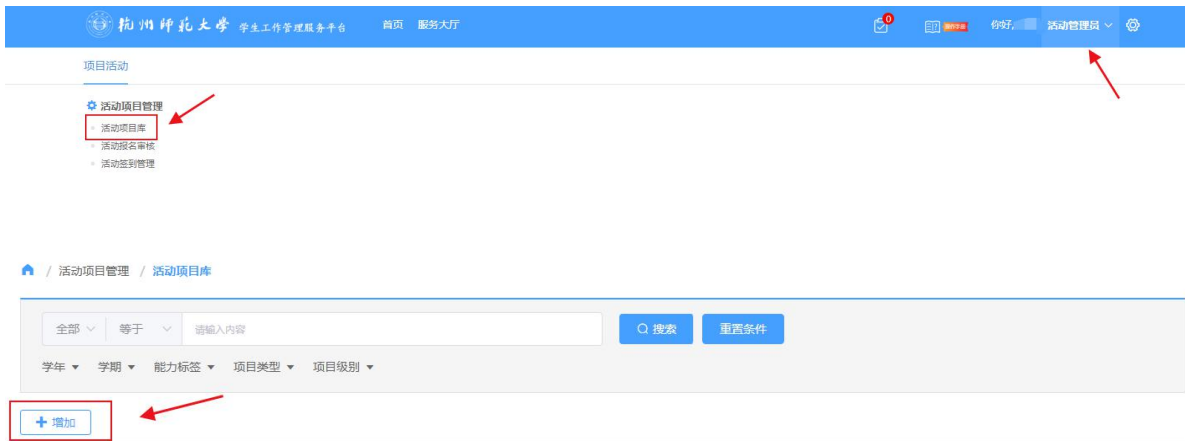 杭州师范大学 学生工作管理服务平台 首页 服务大厅 0 你好, 活动管理员
项目活动
活动项目管理
活动项目库
活动报名审核
活动签到管理
/ 活动项目管理 / 活动项目库
全部 等于 请输入内容 搜索 重置条件
学年 学期 能力标签 项目类型 项目级别
+ 增加